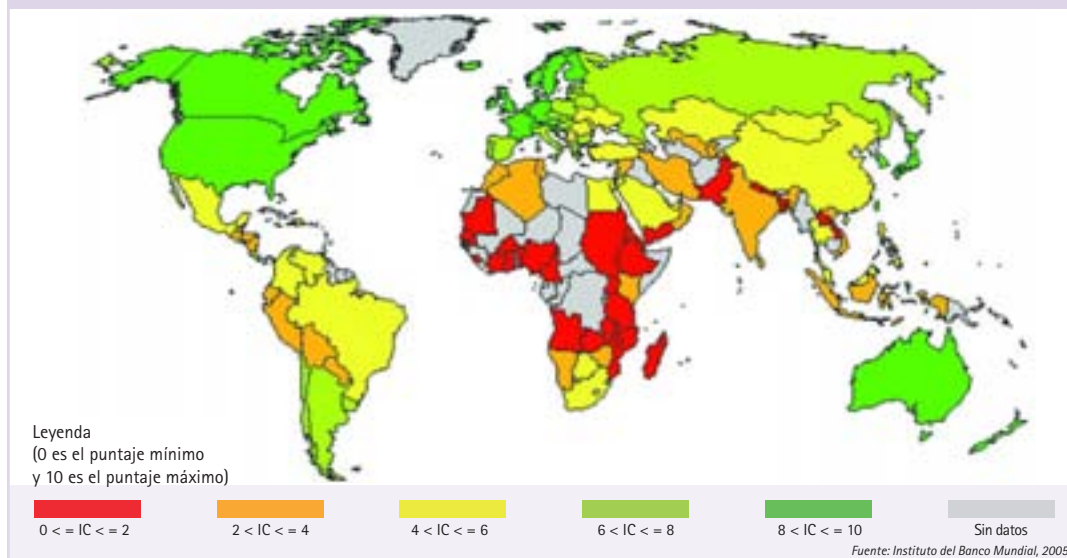 Leyenda
(0 es el puntaje mínimo
y 10 es el puntaje máximo)
0 < = IC < = 2
2 < IC < = 4
4 < IC < = 6
6 < IC < = 8
8 < IC < = 10
Sin datos
Fuente: Instituto del Banco Mundial, 2005